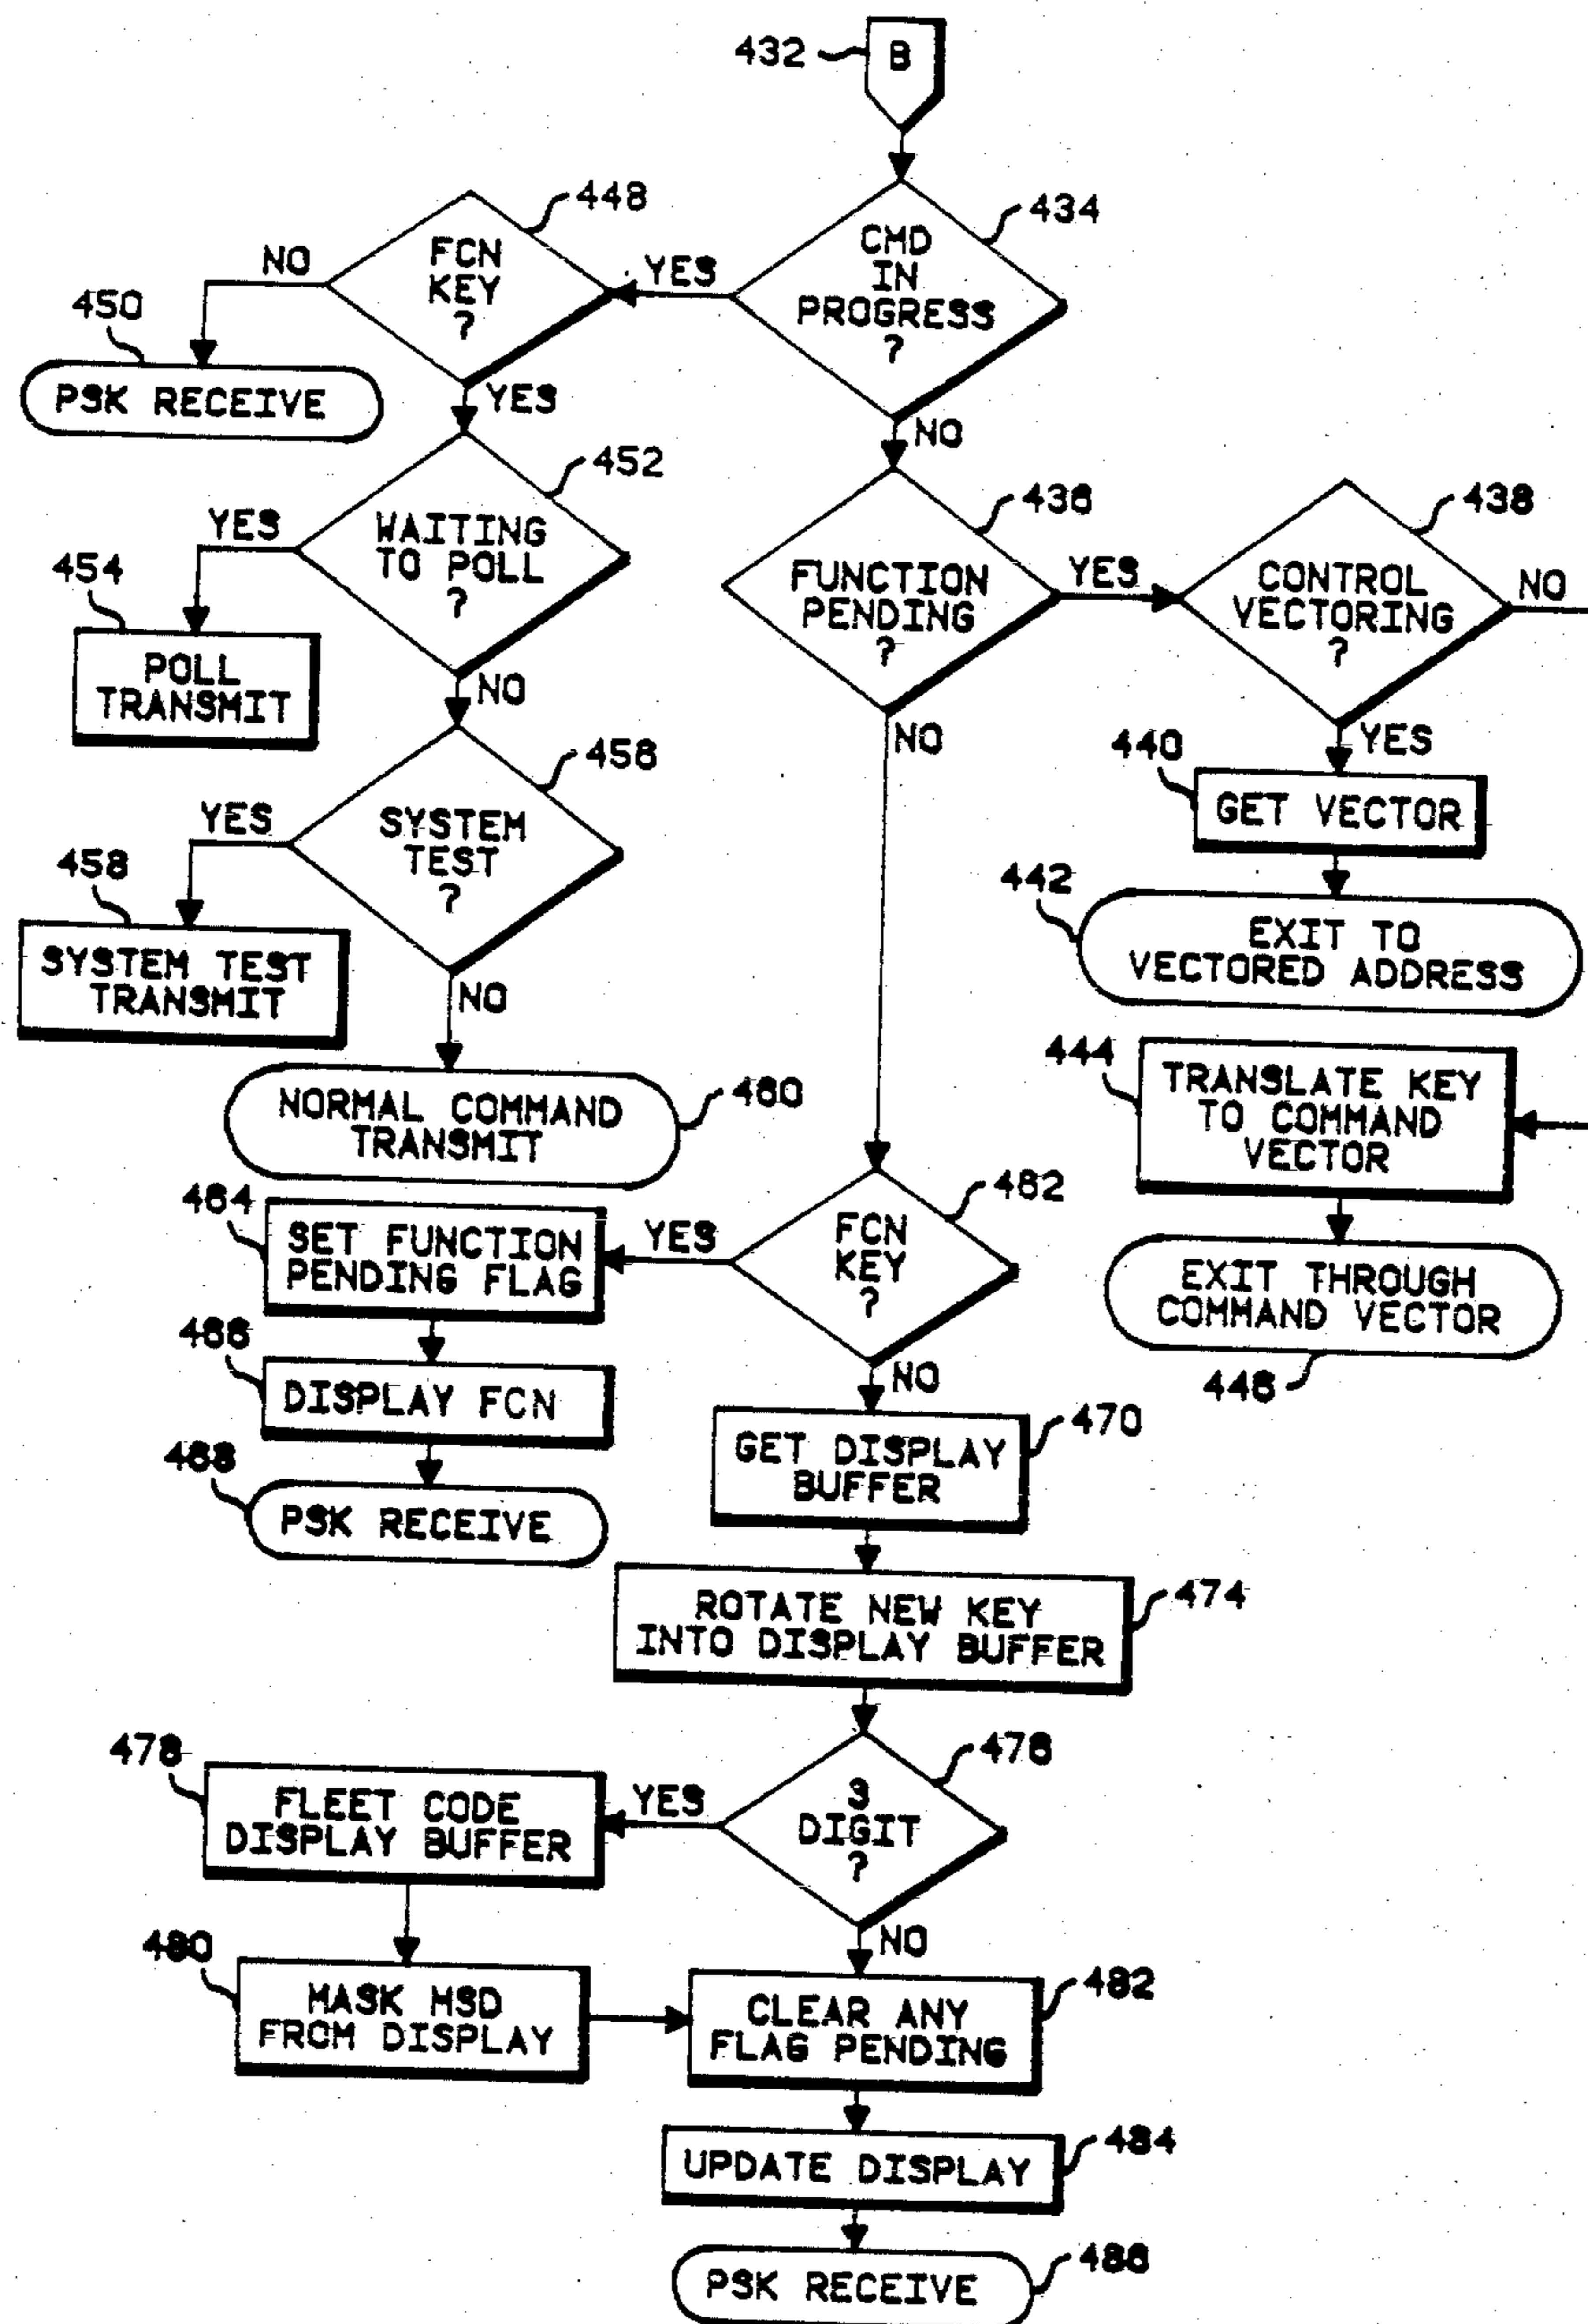 432
B
448
434
FCN
KEY
?
NO
YES
CMD
IN
PROGRESS
?
450
PSK RECEIVE
YES
NO
452
436
438
YES
WAITING
TO POLL
?
FUNCTION
PENDING
?
YES
CONTROL
VECTORING
?
NO
454
POLL
TRANSMIT
NO
NO
YES
456
440
GET VECTOR
YES
SYSTEM
TEST
?
458
442
EXIT TO
VECTORED ADDRESS
SYSTEM TEST
TRANSMIT
NO
444
TRANSLATE KEY
TO COMMAND
VECTOR
NORMAL COMMAND
TRANSMIT
460
464
462
SET FUNCTION
PENDING FLAG
YES
FCN
KEY
?
EXIT THROUGH
COMMAND VECTOR
466
446
DISPLAY FCN
NO
470
GET DISPLAY
BUFFER
468
PSK RECEIVE
474
ROTATE NEW KEY
INTO DISPLAY BUFFER
478
476
FLEET CODE
DISPLAY BUFFER
YES
3
DIGIT
?
480
NO
MASK MSD
FROM DISPLAY
482
CLEAR ANY
FLAG PENDING
484
UPDATE DISPLAY
486
PSK RECEIVE